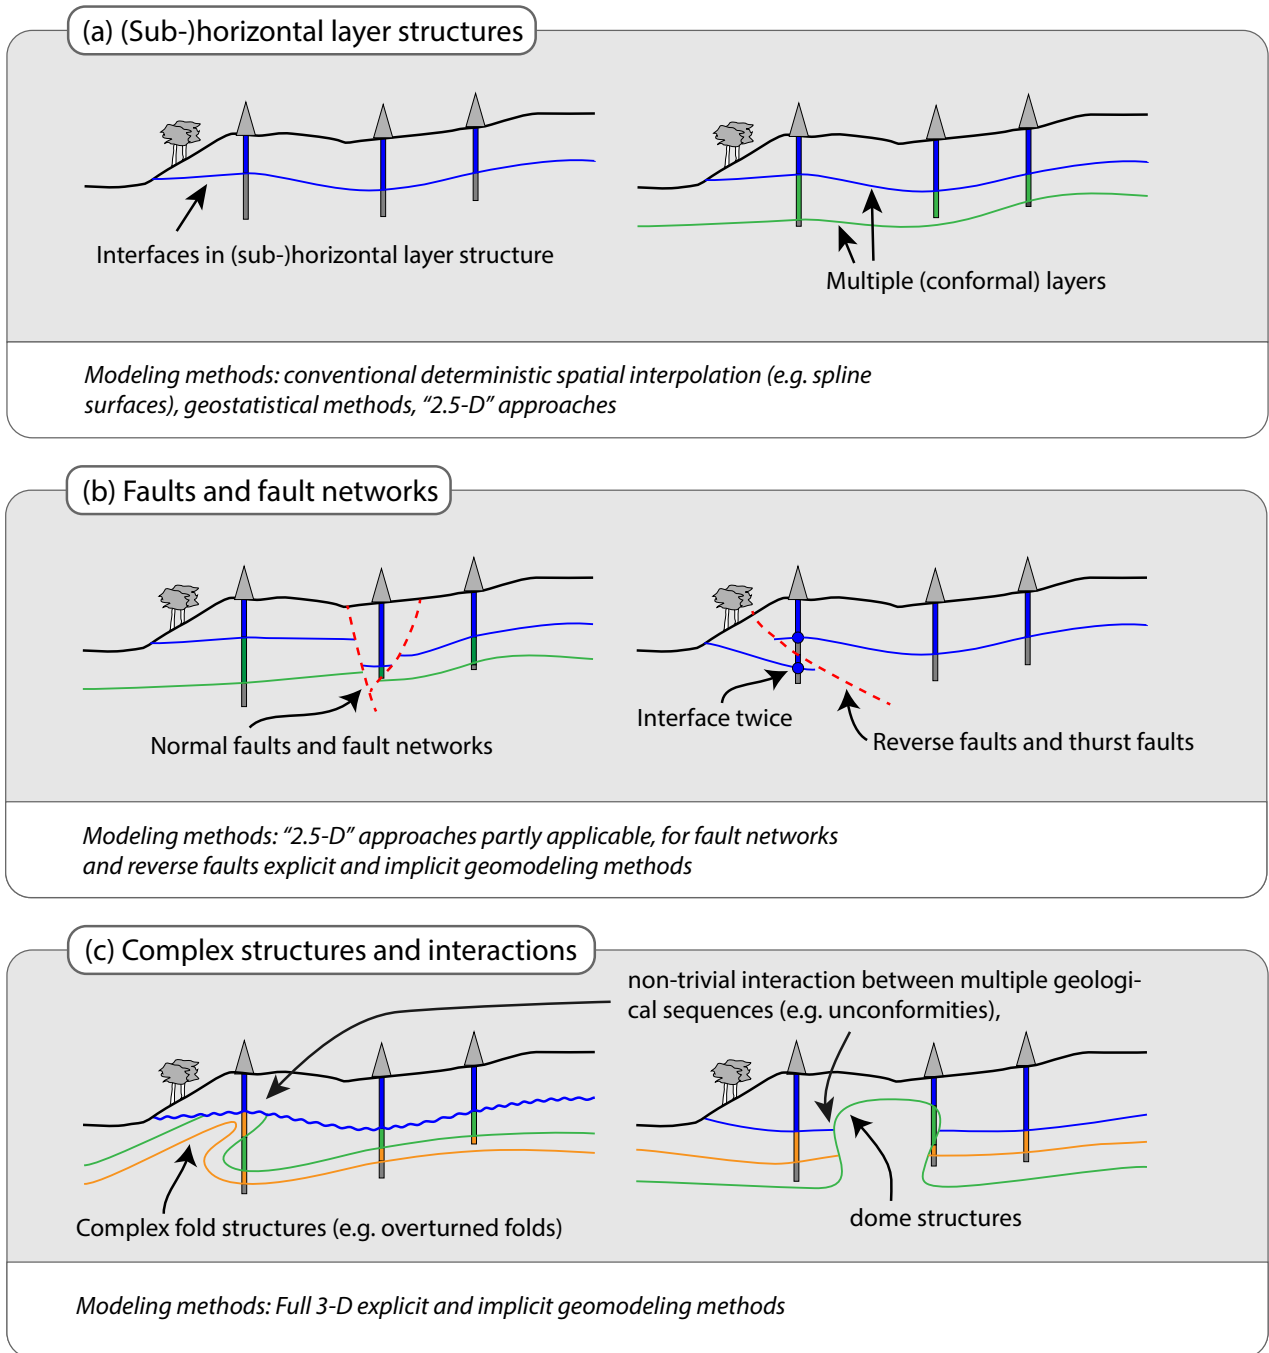 (a) (Sub-)horizontal layer structures
Interfaces in (sub-)horizontal layer structure
Multiple (conformal) layers
Modeling methods: conventional deterministic spatial interpolation (e.g. spline
surfaces), geostatistical methods, “2.5-D” approaches
(b) Faults and fault networks
Normal faults and fault networks
Interface twice
Reverse faults and thurst faults
Modeling methods: “2.5-D” approaches partly applicable, for fault networks
and reverse faults explicit and implicit geomodeling methods
(c) Complex structures and interactions
non-trivial interaction between multiple geologi-
cal sequences (e.g. unconformities),
Complex fold structures (e.g. overturned folds)
dome structures
Modeling methods: Full 3-D explicit and implicit geomodeling methods